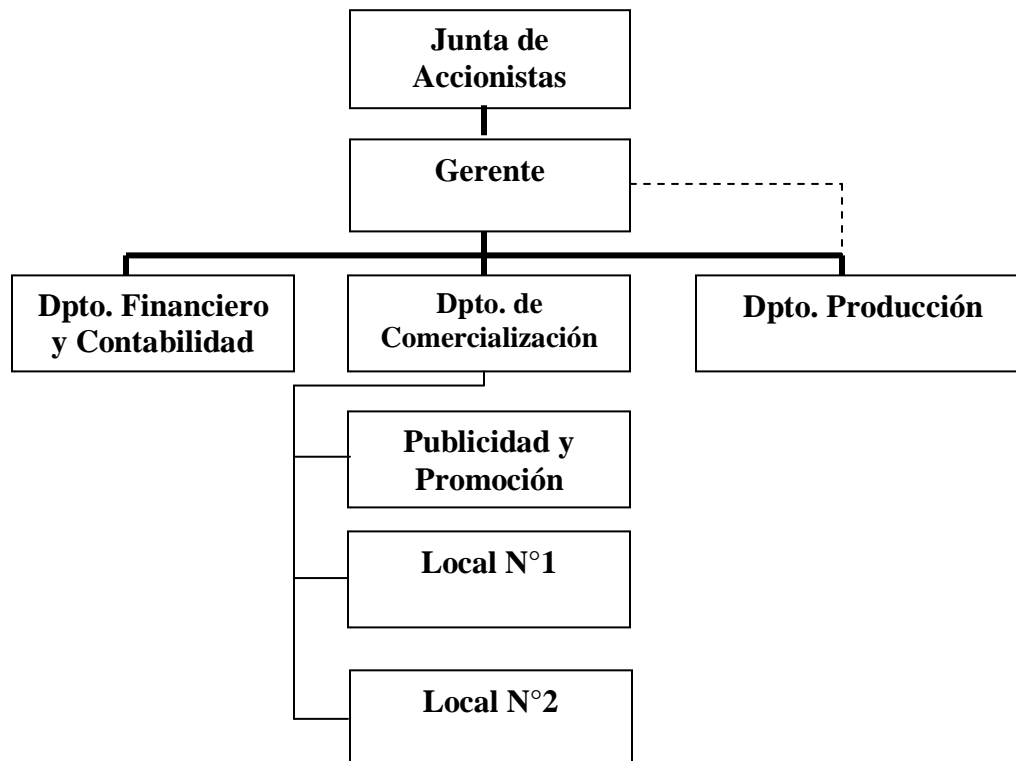 Junta de
Accionistas
Gerente
Dpto. Financiero
y Contabilidad
Dpto. de
Comercialización
Dpto. Producción
Publicidad y
Promoción
Local N°1
Local N°2